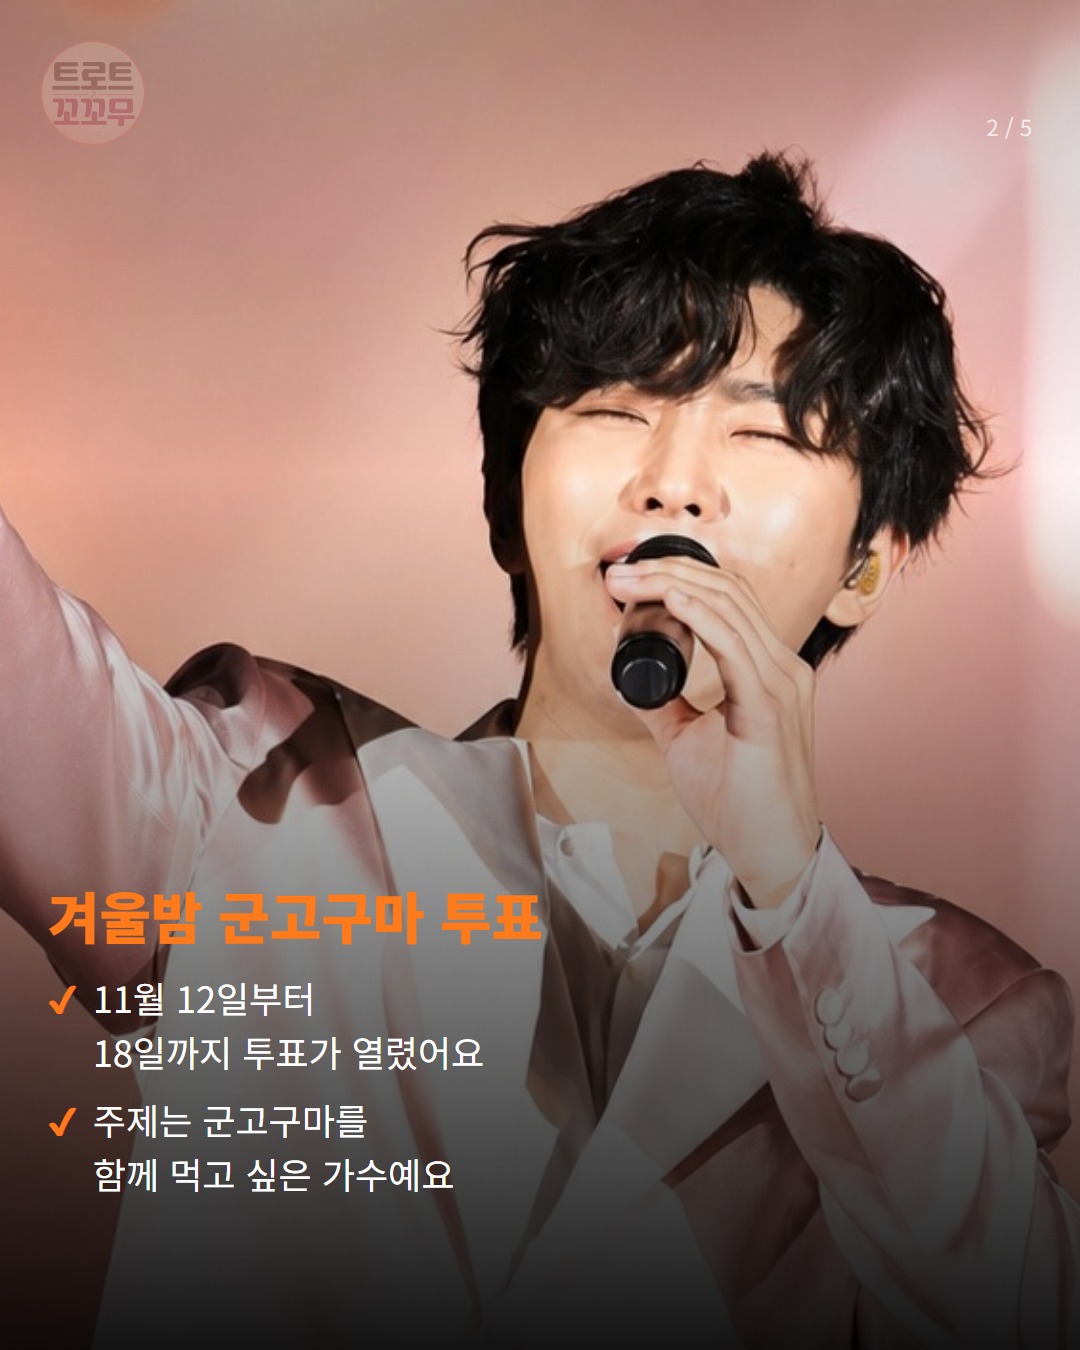 트로트
꼬꼬무
2 / 5
겨울밤 군고구마 투표
✔ 11월 12일부터
18일까지 투표가 열렸어요
✔ 주제는 군고구마를
함께 먹고 싶은 가수예요